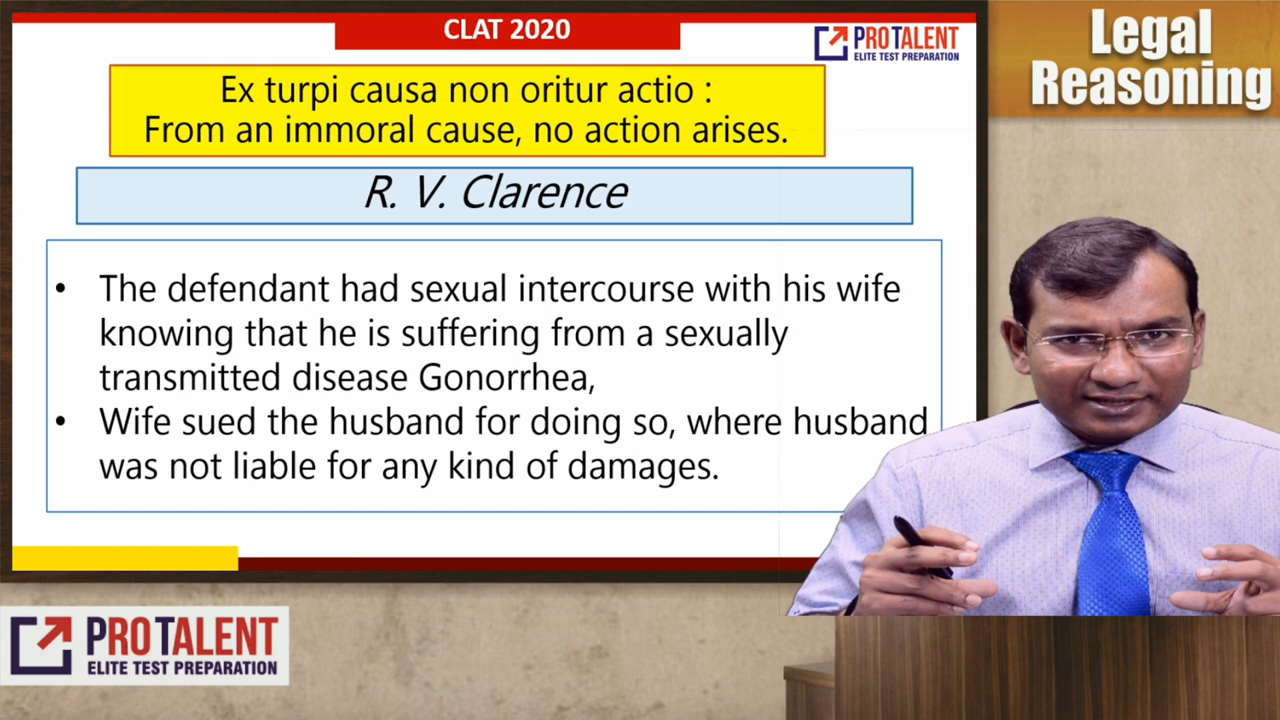 CLAT 2020
PROTALENT
ELITE TEST PREPARATION
Legal
Reasoning
Ex turpi causa non oritur actio :
From an immoral cause, no action arises.
R. V. Clarence
• The defendant had sexual intercourse with his wife
knowing that he is suffering from a sexually
transmitted disease Gonorrhea,
• Wife sued the husband for doing so, where husband
was not liable for any kind of damages.
PROTALENT
ELITE TEST PREPARATION